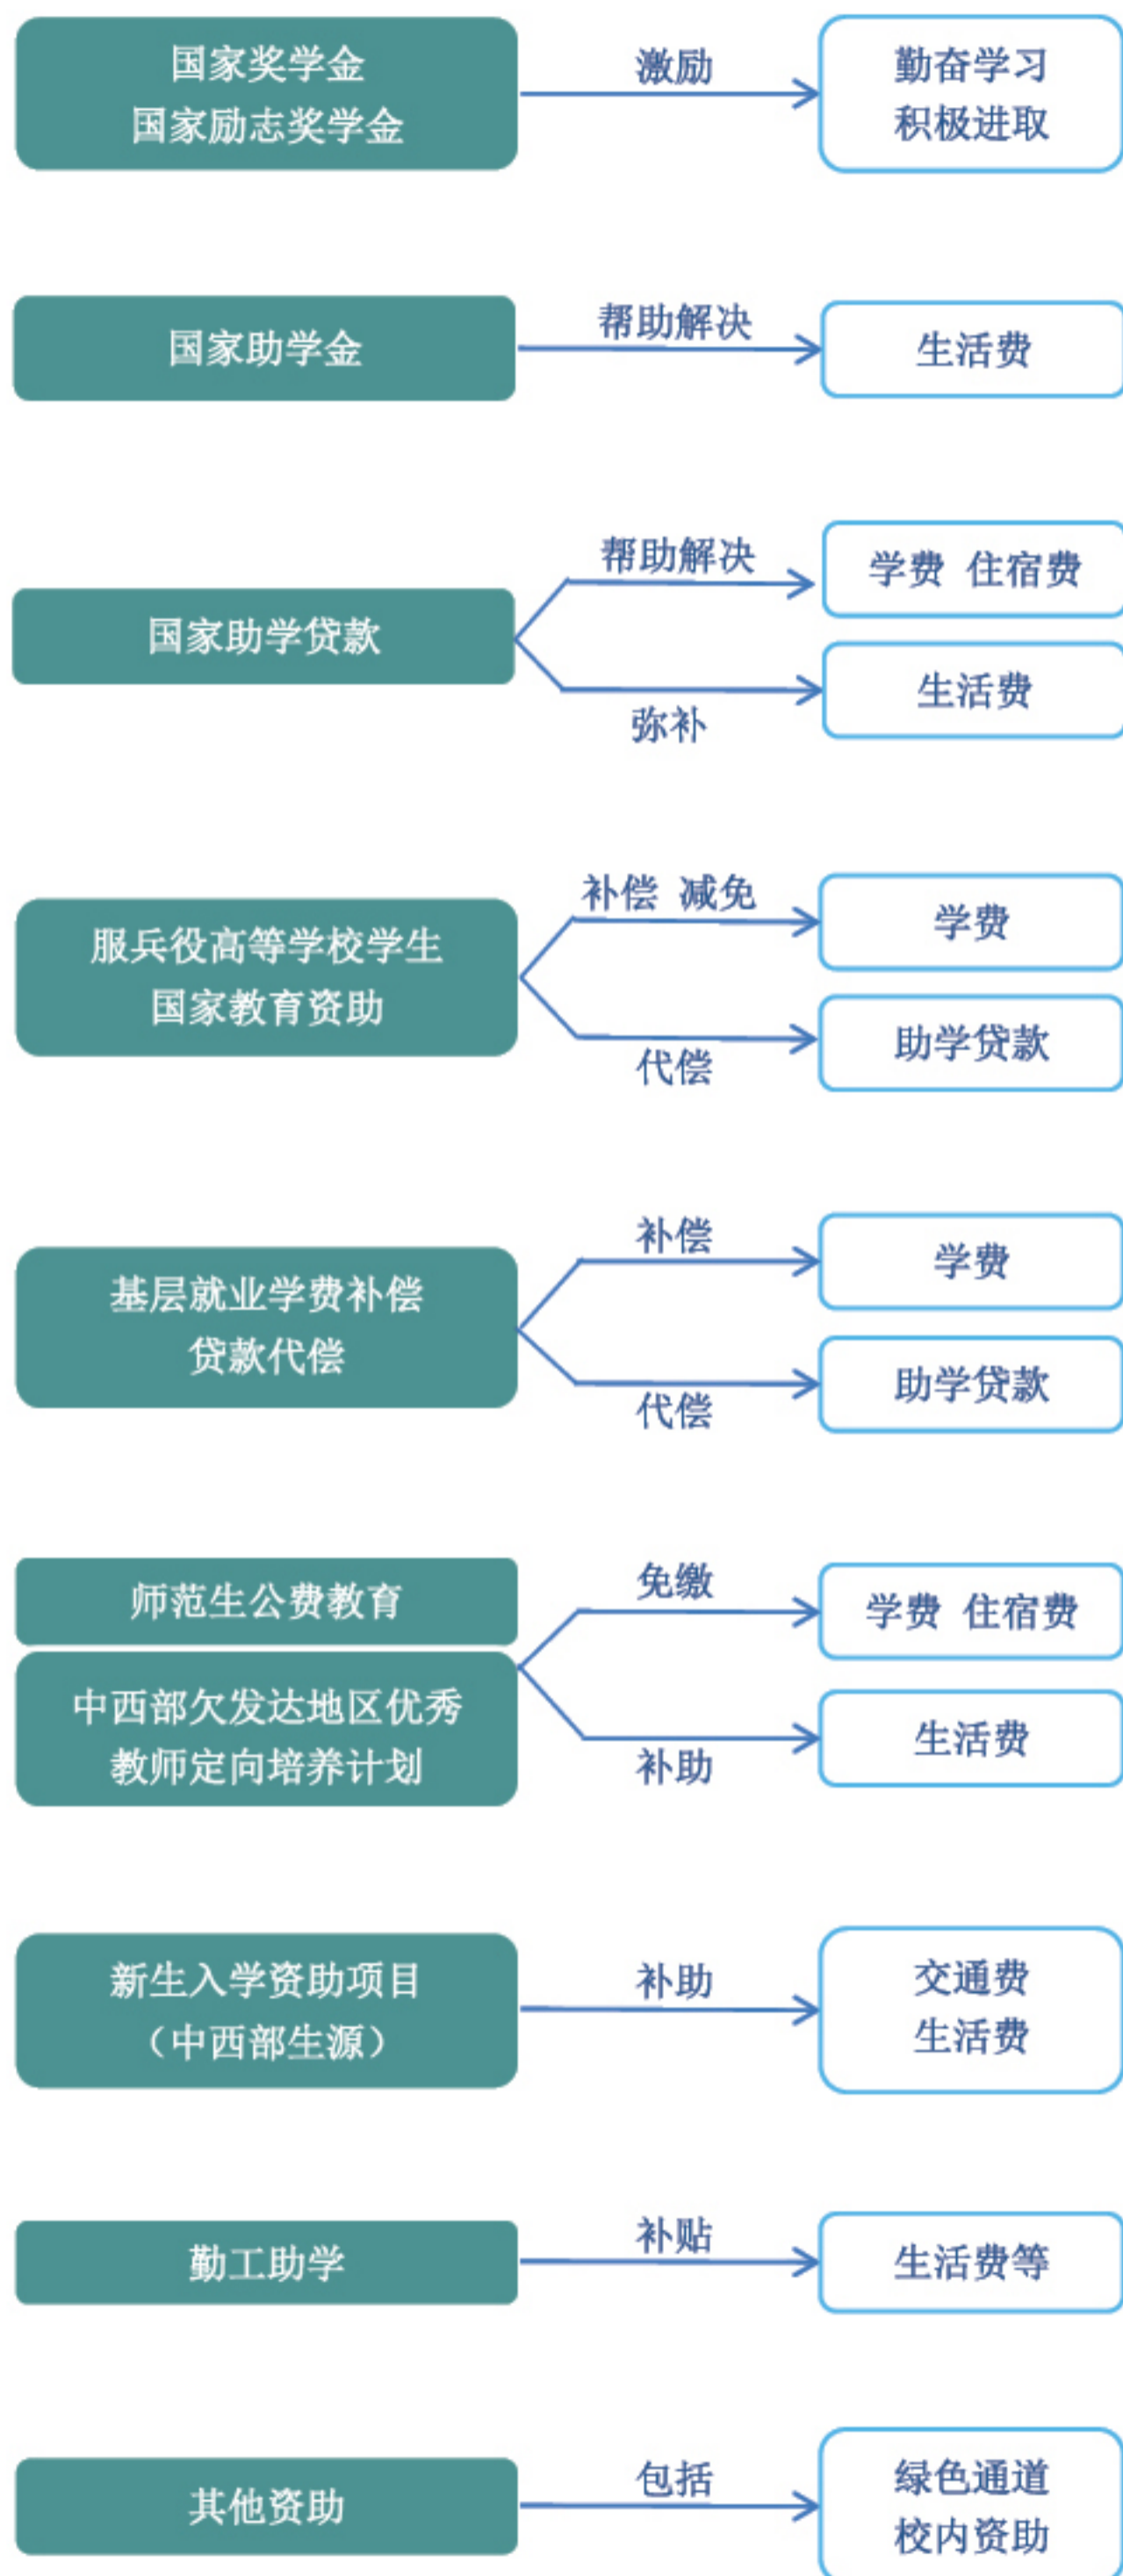 国家奖学金
国家励志奖学金
激励
勤奋学习
积极进取
国家助学金
帮助解决
生活费
国家助学贷款
帮助解决
学费 住宿费
弥补
生活费
服兵役高等学校学生
国家教育资助
补偿 减免
学费
代偿
助学贷款
基层就业学费补偿
贷款代偿
补偿
学费
代偿
助学贷款
师范生公费教育
中西部欠发达地区优秀
教师定向培养计划
免缴
学费 住宿费
补助
生活费
新生入学资助项目
（中西部生源）
补助
交通费
生活费
勤工助学
补贴
生活费等
其他资助
包括
绿色通道
校内资助